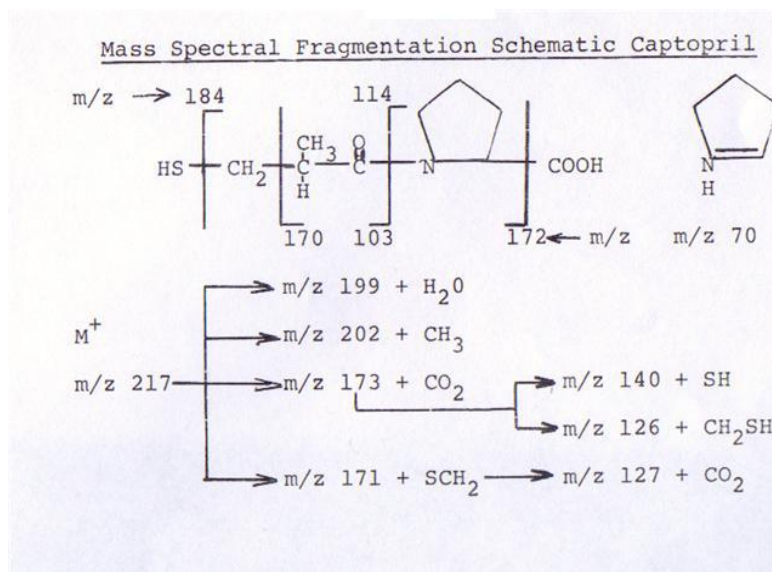 Mass Spectral Fragmentation Schematic Captopril
m/z → 184 114
CH3 O
HS CH2 C C N COOH N
H H
170 103 172 ← m/z m/z 70
m/z 199 + H2O
M+
m/z 202 + CH3
m/z 217 m/z 173 + CO2 m/z 140 + SH
m/z 126 + CH2SH
m/z 171 + SCH2 m/z 127 + CO2